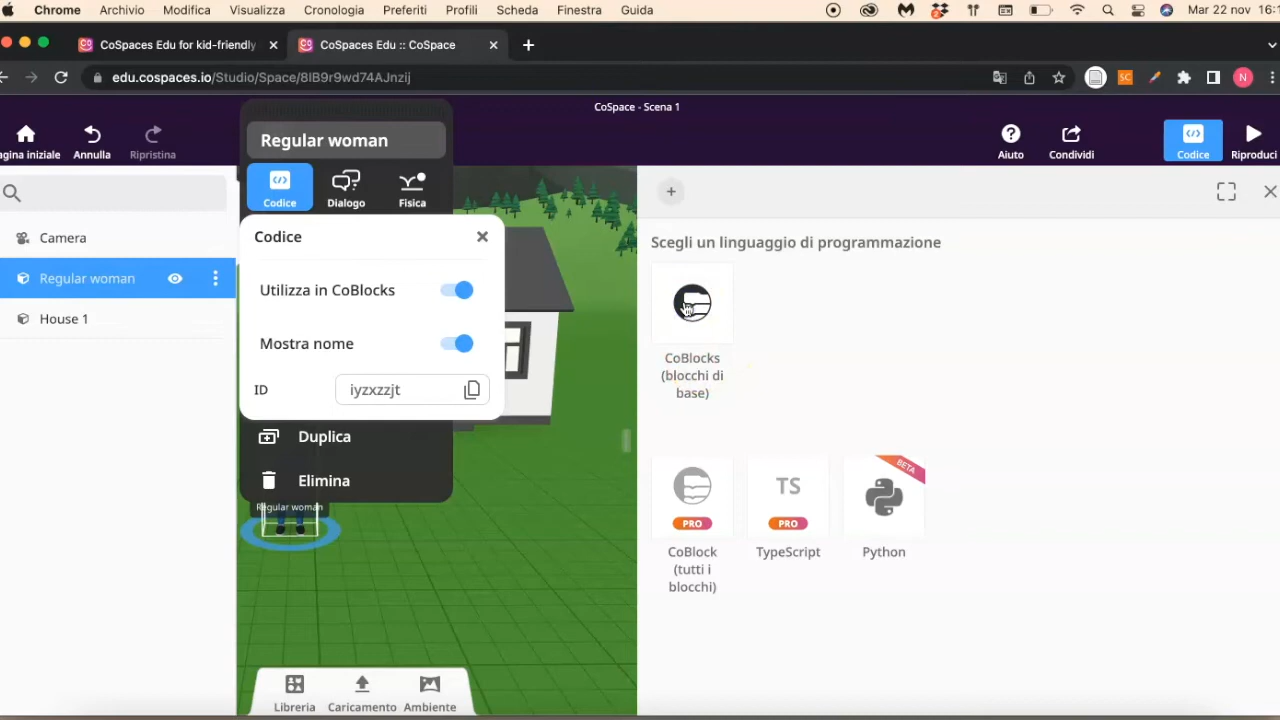 Chrome Archivio Modifica Visualizza Cronologia Preferiti Profili Scheda Finestra Guida Mar 22 nov 16:1
CoSpaces Edu for kid-friendly CoSpaces Edu :: CoSpace
edu.cospaces.io/Studio/Space/8IB9r9wd74AJnzij SC N
CoSpace - Scena 1
agina iniziale Annulla Ripristina Aiuto Condividi Codice Riproduci
Regular woman
Codice Dialogo Fisica
Camera
Regular woman
House 1
Codice
Utilizza in CoBlocks
Mostra nome
ID iyzxzzjt
Duplica
Elimina
Regular woman
Libreria Caricamento Ambiente
Scegli un linguaggio di programmazione
CoBlocks
(blocchi di
base)
PRO
CoBlock
(tutti i
blocchi)
TS
PRO
TypeScript
BETA
Python